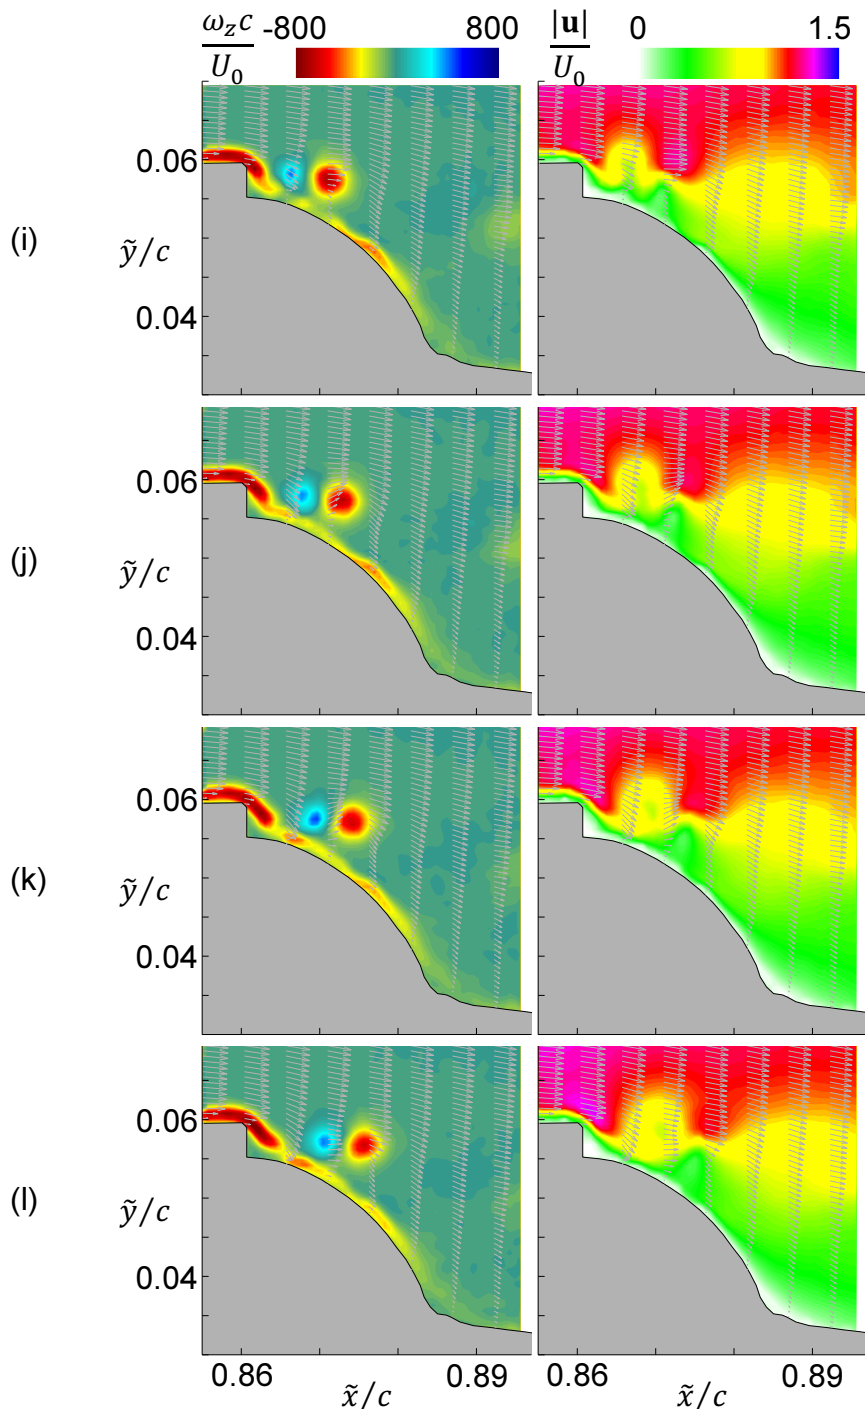 ω_z c / U_0 -800 800 |u| / U_0 0 1.5
0.06
(i)
ỹ/c
0.04
0.06
(j)
ỹ/c
0.04
0.06
(k)
ỹ/c
0.04
0.06
(l)
ỹ/c
0.04
0.86 0.89 0.86 0.89
x̃/c x̃/c